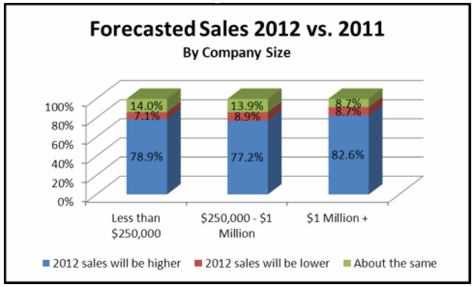 Forecasted Sales 2012 vs. 2011
By Company Size
100%
80%
60%
40%
20%
0%
14.0%
7.1%
78.9%
13.9%
8.9%
77.2%
8.7%
8.7%
82.6%
Less than
$250,000
$250,000 - $1
Million
$1 Million +
2012 sales will be higher
2012 sales will be lower
About the same